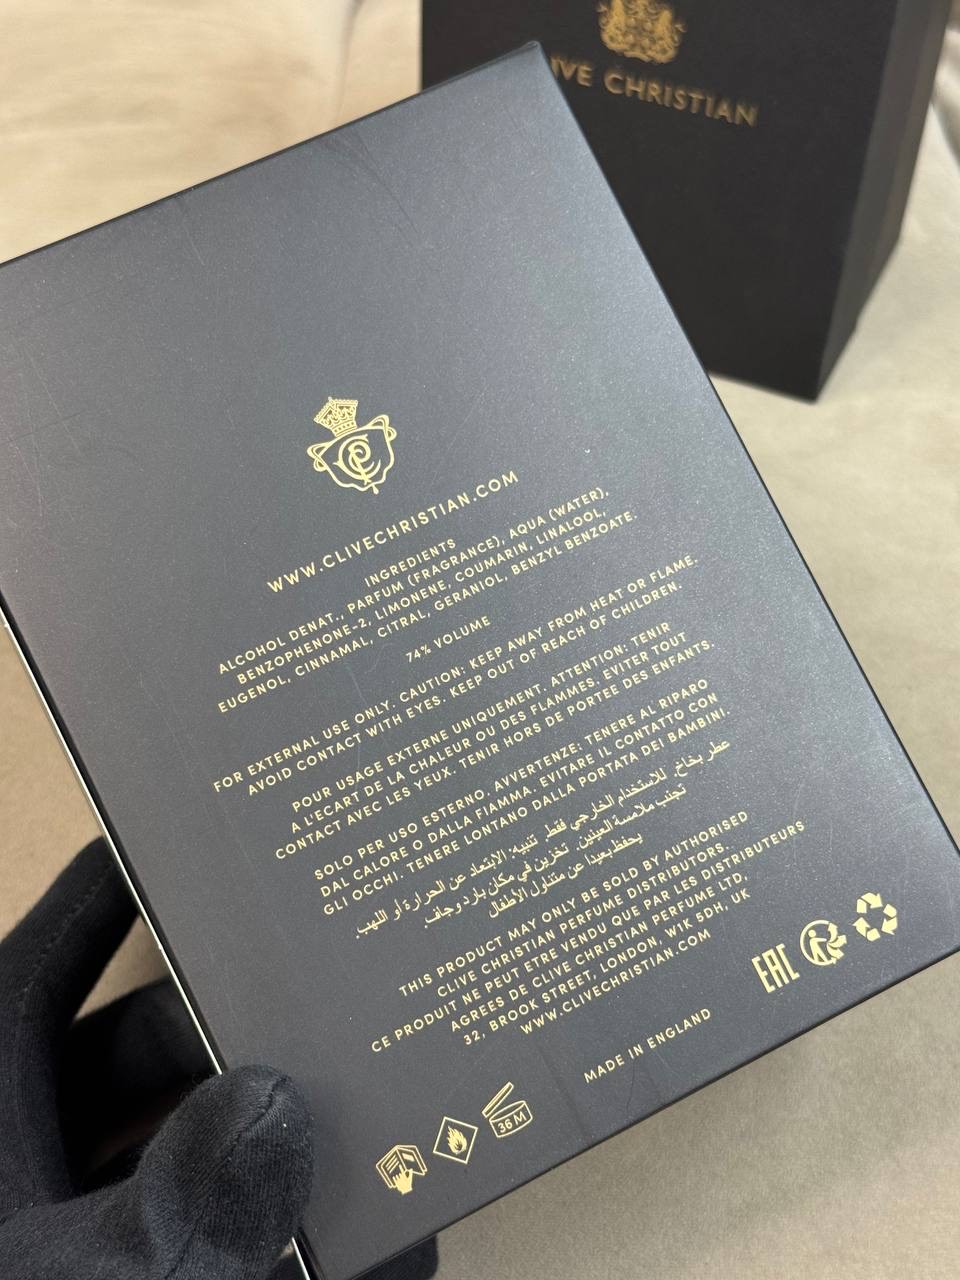 CLIVE CHRISTIAN
WWW.CLIVECHRISTIAN.COM
INGREDIENTS
ALCOHOL DENAT., PARFUM (FRAGRANCE), AQUA (WATER),
BENZOPHENONE-2, LIMONENE, COUMARIN, LINALOOL,
EUGENOL, CINNAMAL, CITRAL, GERANIOL, BENZYL BENZOATE.
74% VOLUME
FOR EXTERNAL USE ONLY. CAUTION: KEEP AWAY FROM HEAT OR FLAME.
AVOID CONTACT WITH EYES. KEEP OUT OF REACH OF CHILDREN.
POUR USAGE EXTERNE UNIQUEMENT. ATTENTION: TENIR
A L'ECART DE LA CHALEUR OU DES FLAMMES. EVITER TOUT
CONTACT AVEC LES YEUX. TENIR HORS DE PORTEE DES ENFANTS.
SOLO PER USO ESTERNO. AVVERTENZE: TENERE AL RIPARO
DAL CALORE O DALLA FIAMMA. EVITARE IL CONTATTO CON
GLI OCCHI. TENERE LONTANO DALLA PORTATA DEI BAMBINI.
عطر بخاخ. للاستخدام الخارجي فقط. تنبيه: الابتعاد عن الحرارة أو اللهب.
تجنب ملامسة العينين. تخزين في مكان بارد وجاف.
يحفظ بعيدا عن متناول الأطفال
THIS PRODUCT MAY ONLY BE SOLD BY AUTHORISED
CLIVE CHRISTIAN PERFUME DISTRIBUTORS.
CE PRODUIT NE PEUT ETRE VENDU QUE PAR LES DISTRIBUTEURS
AGREES DE CLIVE CHRISTIAN PERFUME LTD,
32, BROOK STREET, LONDON, W1K 5DH, UK
WWW.CLIVECHRISTIAN.COM
EAC
MADE IN ENGLAND
36 M